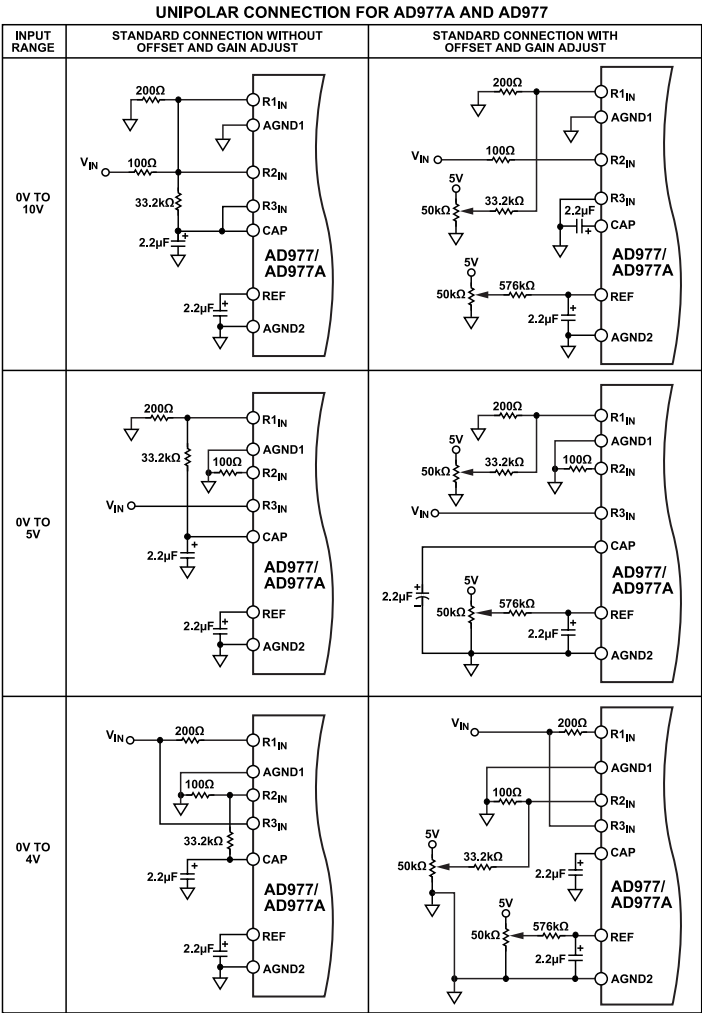 UNIPOLAR CONNECTION FOR AD977A AND AD977
INPUT
RANGE
STANDARD CONNECTION WITHOUT
OFFSET AND GAIN ADJUST
STANDARD CONNECTION WITH
OFFSET AND GAIN ADJUST
0V TO
10V
200Ω
R1IN
AGND1
VIN
100Ω
R2IN
33.2kΩ
R3IN
CAP
2.2µF
+
AD977/
AD977A
REF
2.2µF
+
AGND2
200Ω
R1IN
AGND1
VIN
100Ω
R2IN
5V
50kΩ
33.2kΩ
R3IN
2.2µF
+
CAP
AD977/
AD977A
5V
50kΩ
576kΩ
REF
2.2µF
+
AGND2
0V TO
5V
200Ω
R1IN
33.2kΩ
AGND1
100Ω
R2IN
VIN
R3IN
CAP
2.2µF
+
AD977/
AD977A
REF
2.2µF
+
AGND2
200Ω
R1IN
5V
AGND1
50kΩ
33.2kΩ
100Ω
R2IN
VIN
R3IN
CAP
2.2µF
+
–
AD977/
AD977A
5V
50kΩ
576kΩ
REF
2.2µF
+
AGND2
0V TO
4V
VIN
200Ω
R1IN
AGND1
100Ω
R2IN
R3IN
33.2kΩ
CAP
2.2µF
+
AD977/
AD977A
REF
2.2µF
+
AGND2
VIN
200Ω
R1IN
AGND1
100Ω
R2IN
R3IN
5V
50kΩ
33.2kΩ
CAP
2.2µF
+
AD977/
AD977A
5V
50kΩ
576kΩ
REF
2.2µF
+
AGND2